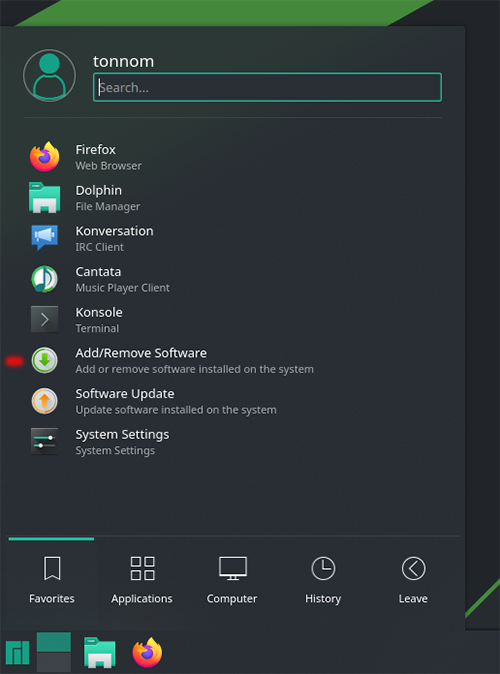 tonnom
Search...
Firefox
Web Browser
Dolphin
File Manager
Konversation
IRC Client
Cantata
Music Player Client
Konsole
Terminal
Add/Remove Software
Add or remove software installed on the system
Software Update
Update software installed on the system
System Settings
System Settings
Favorites Applications Computer History Leave